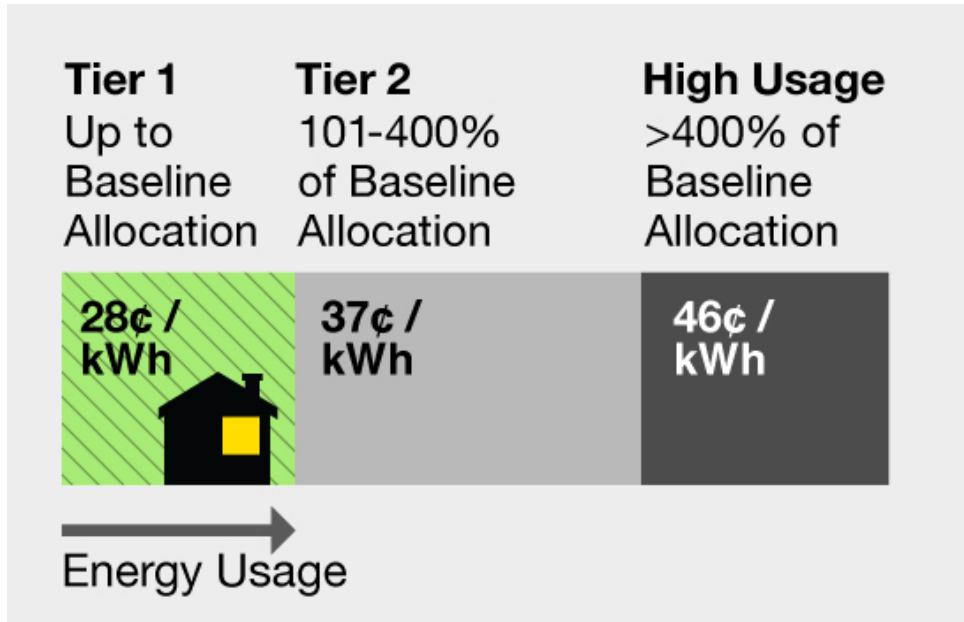 Tier 1
Up to
Baseline
Allocation
Tier 2
101-400%
of Baseline
Allocation
High Usage
>400% of
Baseline
Allocation
28¢ /
kWh
37¢ /
kWh
46¢ /
kWh
Energy Usage